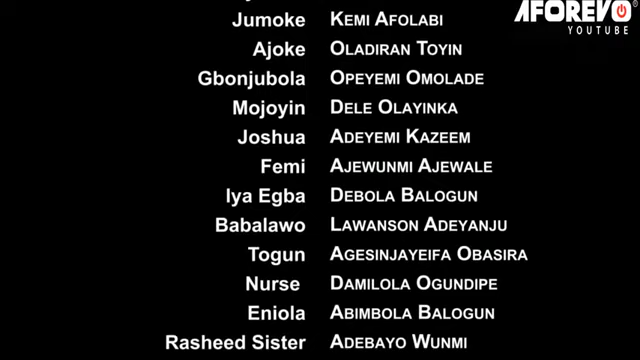 AFOREVO
YOUTUBE
Jumoke KEMI AFOLABI
Ajoke OLADIRAN TOYIN
Gbonjubola OPEYEMI OMOLADE
Mojoyin DELE OLAYINKA
Joshua ADEYEMI KAZEEM
Femi AJEWUNMI AJEWALE
Iya Egba DEBOLA BALOGUN
Babalawo LAWANSON ADEYANJU
Togun AGESINJAYEIFA OBASIRA
Nurse DAMILOLA OGUNDIPE
Eniola ABIMBOLA BALOGUN
Rasheed Sister ADEBAYO WUNMI